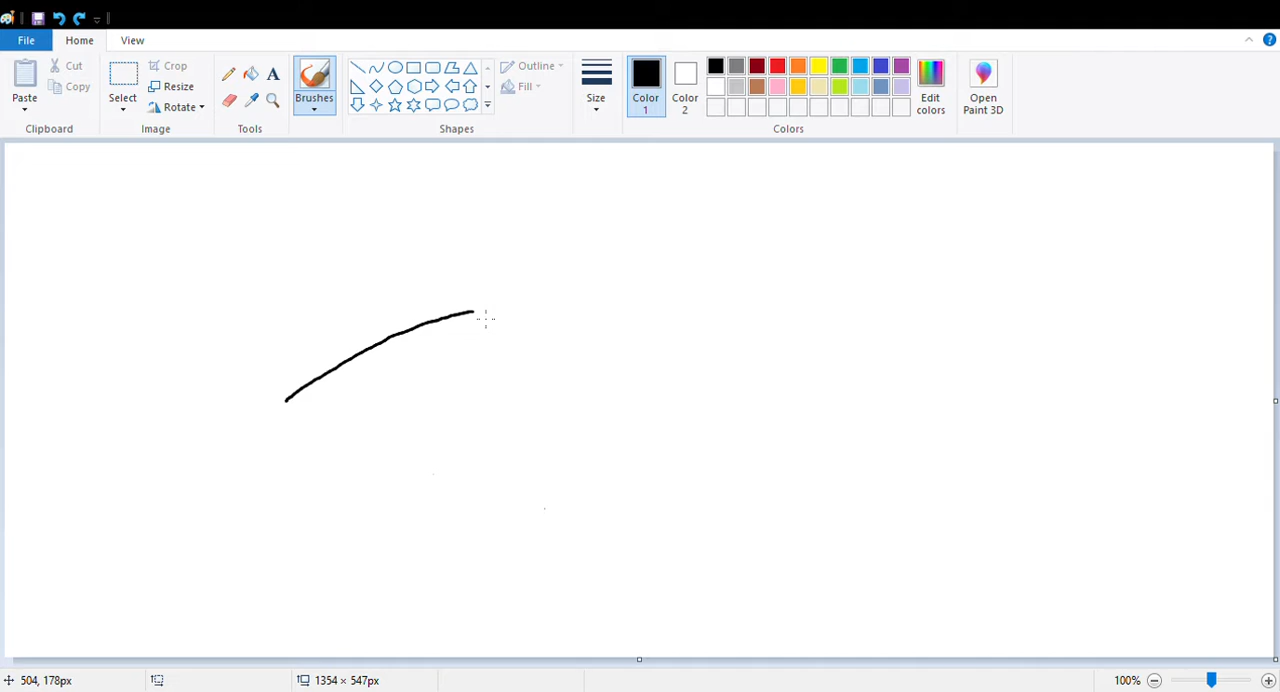 File Home View
Paste
Cut
Copy
Clipboard
Select
Crop
Resize
Rotate
Image
A
Tools
Brushes
Outline
Fill
Shapes
Size
Color 1
Color 2
Edit colors
Colors
Open Paint 3D
504, 178px 1354 × 547px 100%